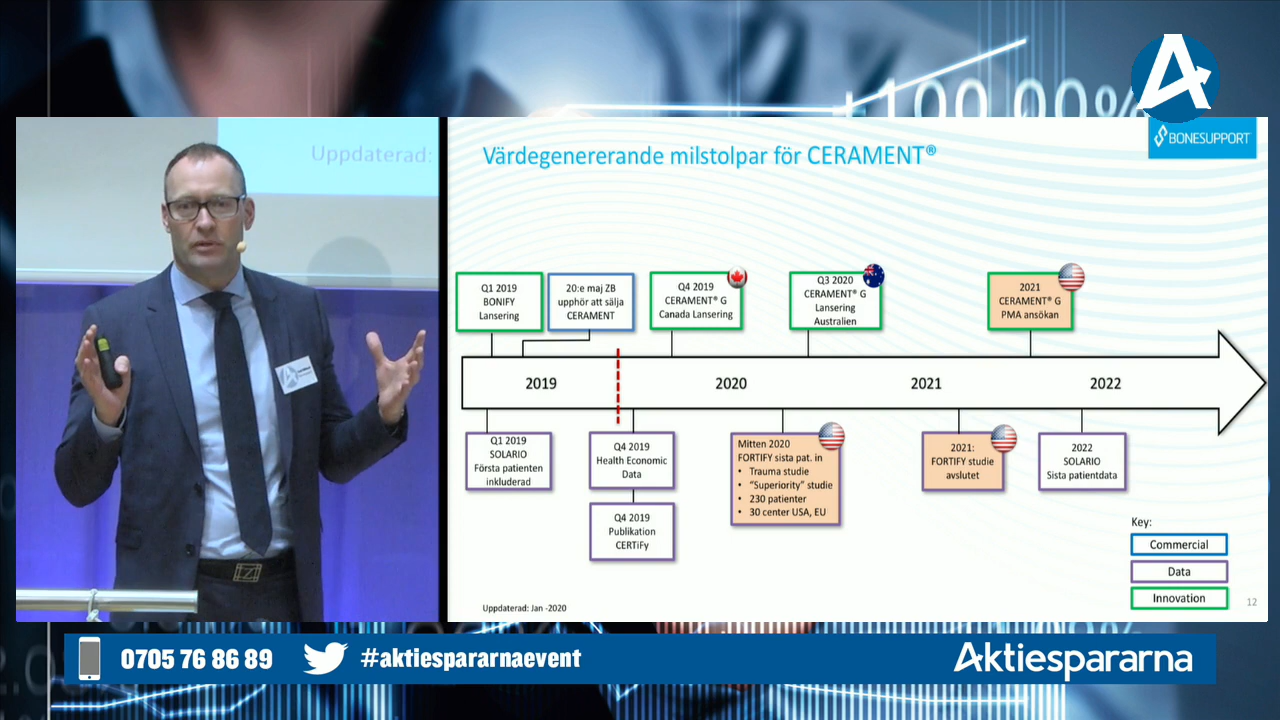 +100,00%
A
Uppdaterad:
BONESUPPORT
Värdegenererande milstolpar för CERAMENT®
Q1 2019
BONIFY
Lansering
20:e maj ZB
upphör att sälja
CERAMENT
Q4 2019
CERAMENT® G
Canada Lansering
Q3 2020
CERAMENT® G
Lansering
Australien
2021
CERAMENT® G
PMA ansökan
2019
2020
2021
2022
Q1 2019
SOLARIO
Första patienten
inkluderad
Q4 2019
Health Economic
Data
Q4 2019
Publikation
CERTiFy
Mitten 2020
FORTIFY sista pat. in
• Trauma studie
• "Superiority" studie
• 230 patienter
• 30 center USA, EU
2021:
FORTIFY studie
avslutet
2022
SOLARIO
Sista patientdata
Key:
Commercial
Data
Innovation
Uppdaterad: Jan -2020
12
0705 76 86 89
#aktiespararnaevent
Aktiespararna